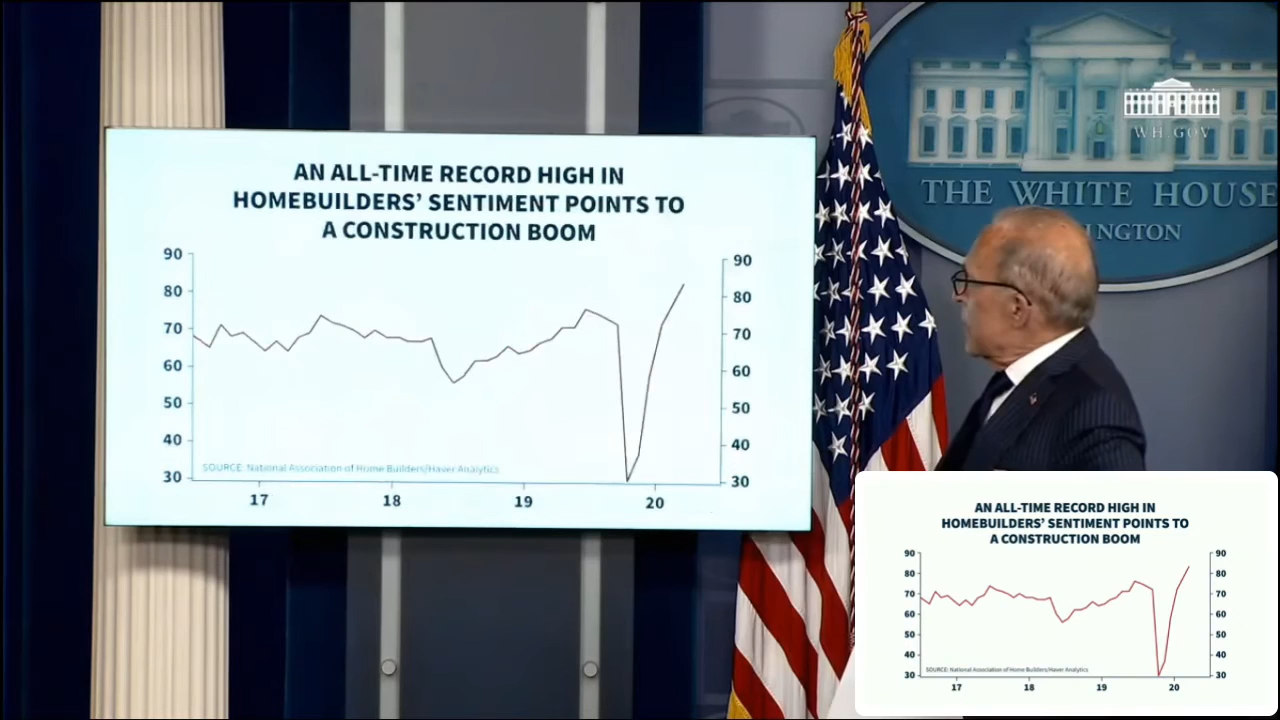 AN ALL-TIME RECORD HIGH IN
HOMEBUILDERS' SENTIMENT POINTS TO
A CONSTRUCTION BOOM
90 90
80 80
70 70
60 60
50 50
40 40
30 30
SOURCE: National Association of Home Builders/Haver Analytics
17 18 19 20
WH.GOV
THE WHITE HOUSE
INGTON
AN ALL-TIME RECORD HIGH IN
HOMEBUILDERS' SENTIMENT POINTS TO
A CONSTRUCTION BOOM
90 90
80 80
70 70
60 60
50 50
40 40
30 30
SOURCE: National Association of Home Builders/Haver Analytics
17 18 19 20